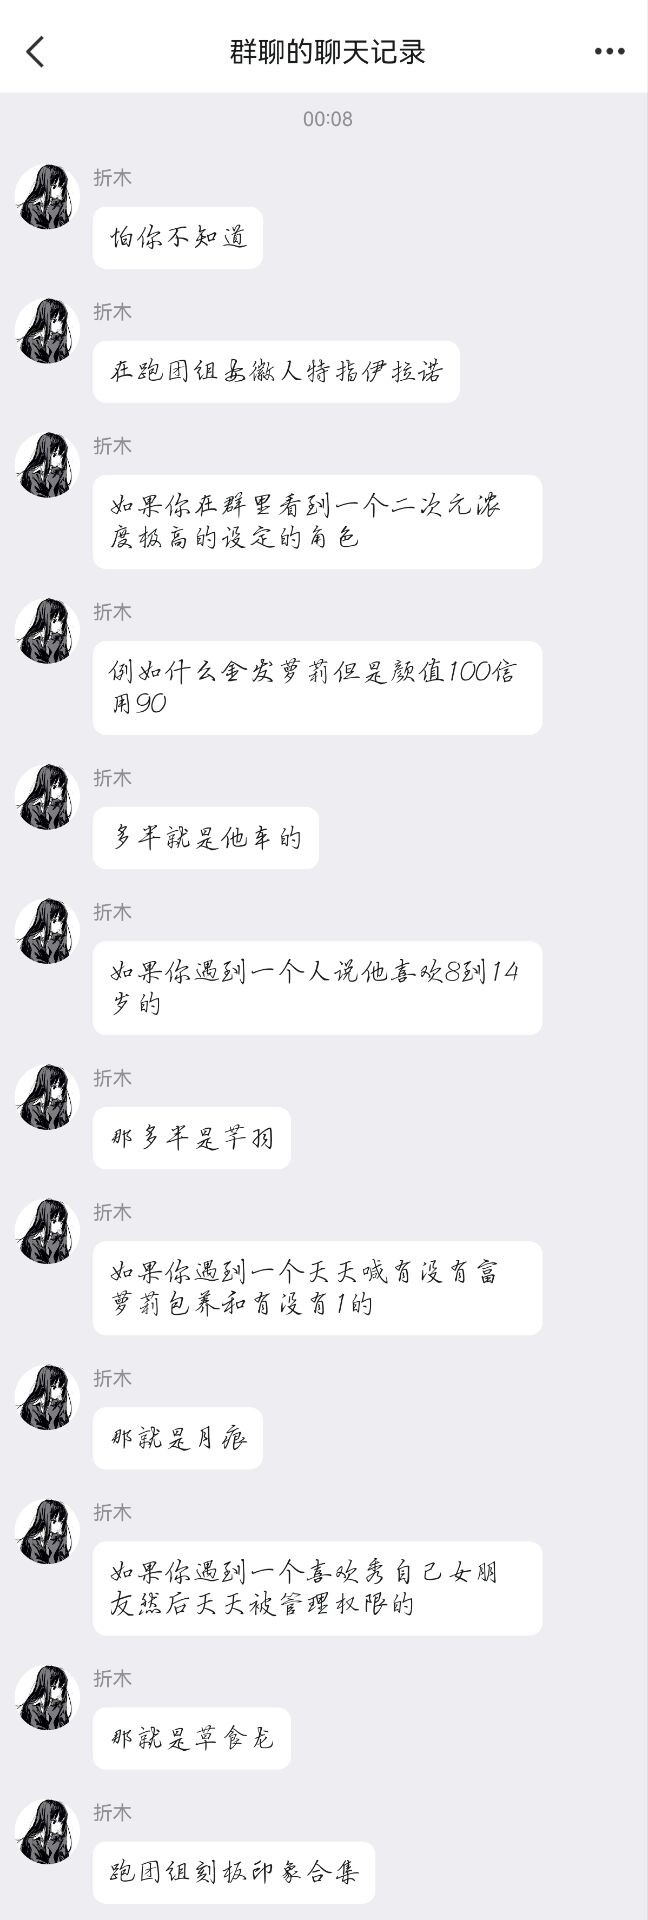 群聊的聊天记录
00:08
折木
怕你不知道
折木
在跑团组安徽人特指伊拉诺
折木
如果你在群里看到一个二次元浓
度极高的设定的角色
折木
例如什么金发萝莉但是颜值100信
用90
折木
多半就是他车的
折木
如果你遇到一个人说他喜欢8到14
岁的
折木
那多半是芊羽
折木
如果你遇到一个天天喊有没有富
萝莉包养和有没有1的
折木
那就是月痕
折木
如果你遇到一个喜欢秀自己女朋
友然后天天被管理权限的
折木
那就是草食龙
折木
跑团组刻板印象合集